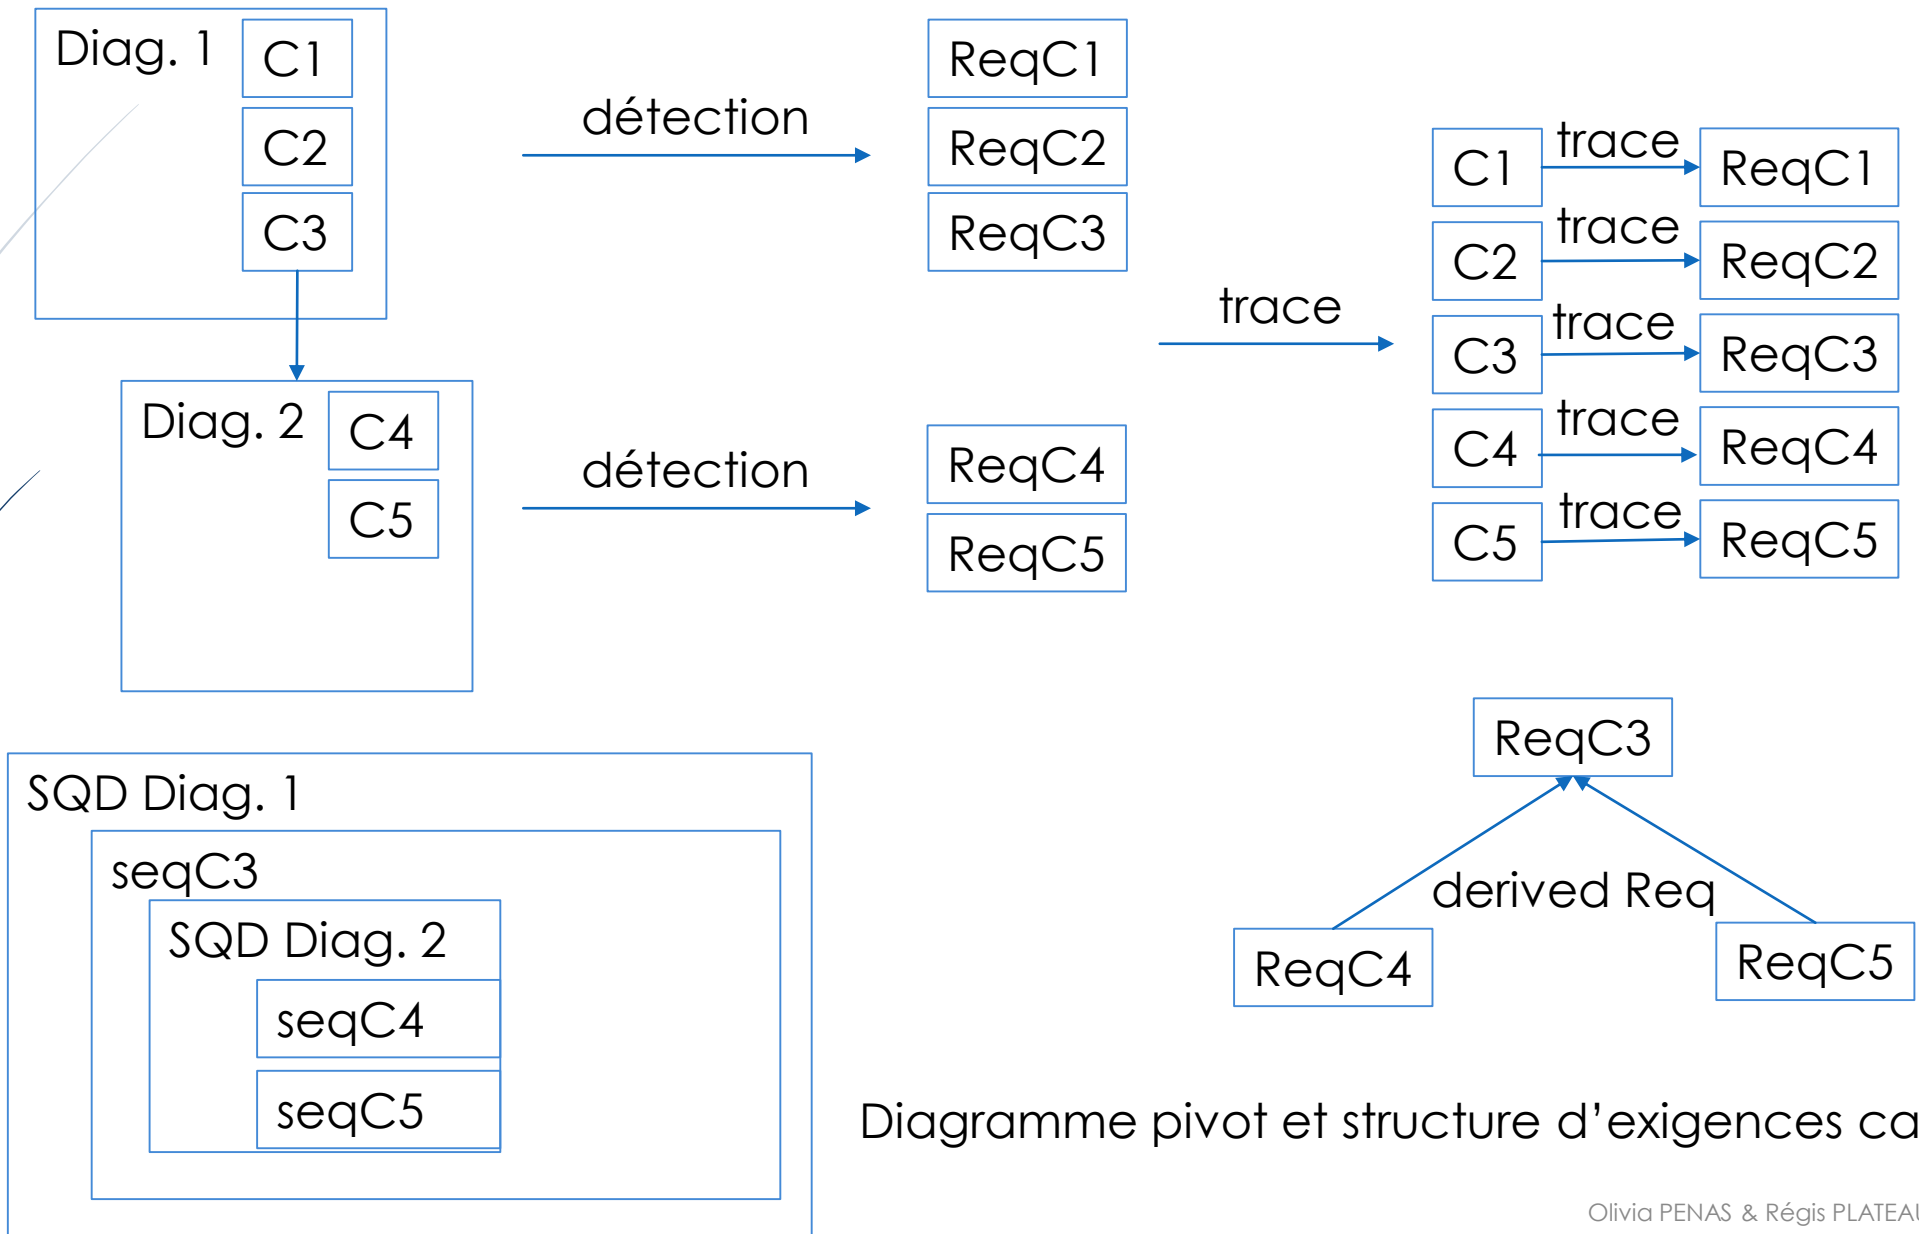 Diag. 1
C1
C2
C3
détection
ReqC1
ReqC2
ReqC3
Diag. 2
C4
C5
détection
ReqC4
ReqC5
trace
C1 trace ReqC1
C2 trace ReqC2
C3 trace ReqC3
C4 trace ReqC4
C5 trace ReqC5
SQD Diag. 1
seqC3
SQD Diag. 2
seqC4
seqC5
ReqC3
derived Req
ReqC4
ReqC5
Diagramme pivot et structure d’exigences ca
Olivia PENAS & Régis PLATEAU